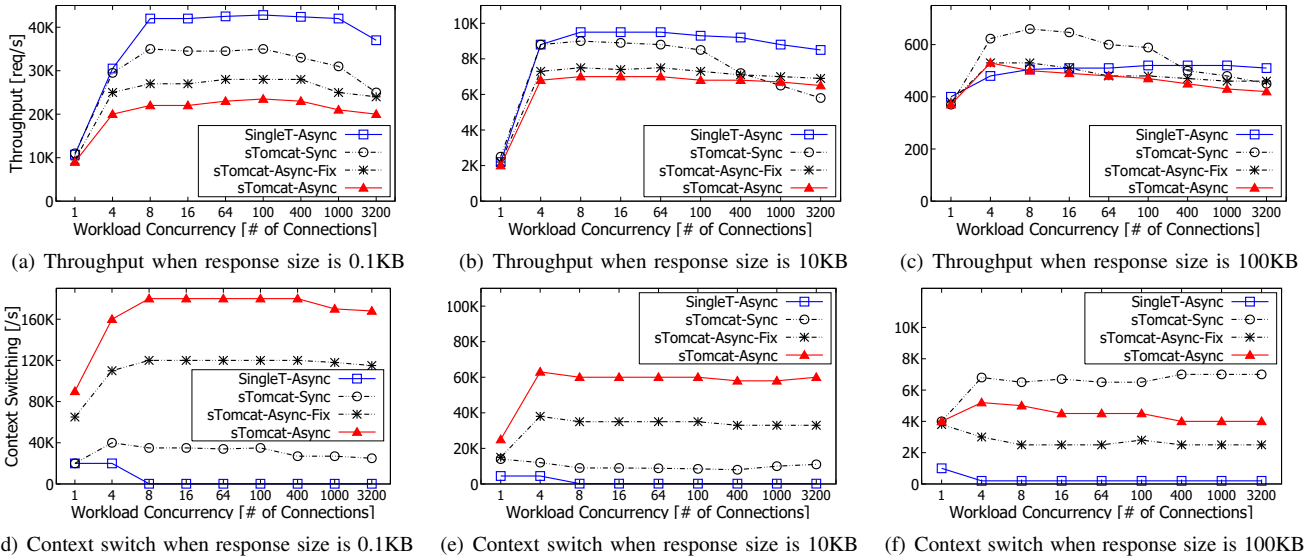 Throughput [req/s]
40K
30K
20K
10K
0
SingleT-Async
sTomcat-Sync
sTomcat-Async-Fix
sTomcat-Async
1 4 8 16 64 100 400 1000 3200
Workload Concurrency [# of Connections]
(a) Throughput when response size is 0.1KB
10K
8K
6K
4K
2K
0
SingleT-Async
sTomcat-Sync
sTomcat-Async-Fix
sTomcat-Async
1 4 8 16 64 100 400 1000 3200
Workload Concurrency [# of Connections]
(b) Throughput when response size is 10KB
600
400
200
0
SingleT-Async
sTomcat-Sync
sTomcat-Async-Fix
sTomcat-Async
1 4 8 16 64 100 400 1000 3200
Workload Concurrency [# of Connections]
(c) Throughput when response size is 100KB
Context Switching [/s]
160K
120K
80K
40K
0
SingleT-Async
sTomcat-Sync
sTomcat-Async-Fix
sTomcat-Async
1 4 8 16 64 100 400 1000 3200
Workload Concurrency [# of Connections]
d) Context switch when response size is 0.1KB
100K
80K
60K
40K
20K
0
SingleT-Async
sTomcat-Sync
sTomcat-Async-Fix
sTomcat-Async
1 4 8 16 64 100 400 1000 3200
Workload Concurrency [# of Connections]
(e) Context switch when response size is 10KB
10K
8K
6K
4K
2K
0
SingleT-Async
sTomcat-Sync
sTomcat-Async-Fix
sTomcat-Async
1 4 8 16 64 100 400 1000 3200
Workload Concurrency [# of Connections]
(f) Context switch when response size is 100KB